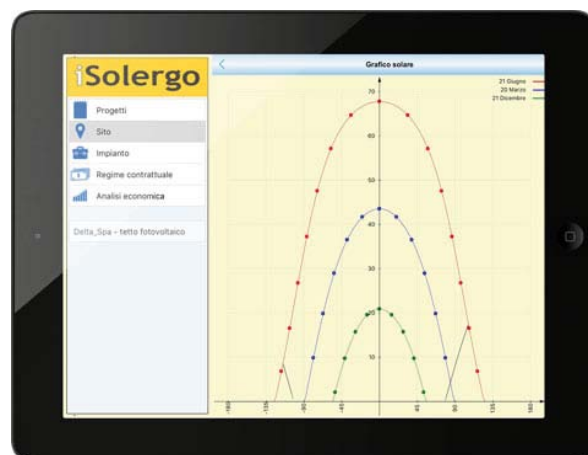 iSolergo
Progetti
Sito
Impianto
Regime contrattuale
Analisi economica
Delta_Spa - tetto fotovoltaico
Grafico solare
21 Giugno
20 Marzo
21 Dicembre
70
60
50
40
30
20
10
-180
-135
-90
-45
45
90
135
180